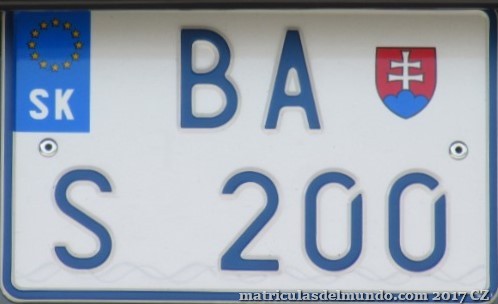 BA
SK
S 200
matriculasdelmundo.com 2017 CZ